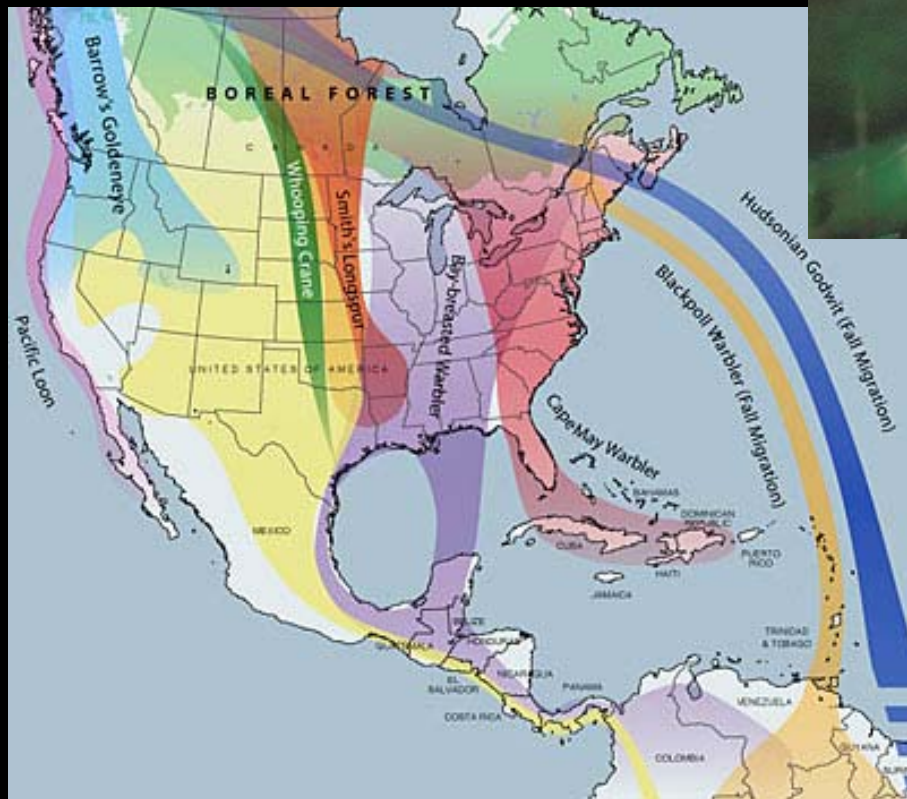 BOREAL FOREST
CANADA
Barrow's Goldeneye
Whooping Crane
Smith's Longspur
Bay-breasted Warbler
Hudsonian Godwit (Fall Migration)
Blackpoll Warbler (Fall Migration)
Pacific Loon
UNITED STATES OF AMERICA
Cape May Warbler
BAHAMAS
DOMINICAN
REPUBLIC
MEXICO
CUBA
HAITI
PUERTO
RICO
JAMAICA
BELIZE
HONDURAS
GUATEMALA
EL
SALVADOR
NICARAGUA
COSTA RICA
PANAMA
TRINIDAD
& TOBAGO
VENEZUELA
COLOMBIA
GUYANA